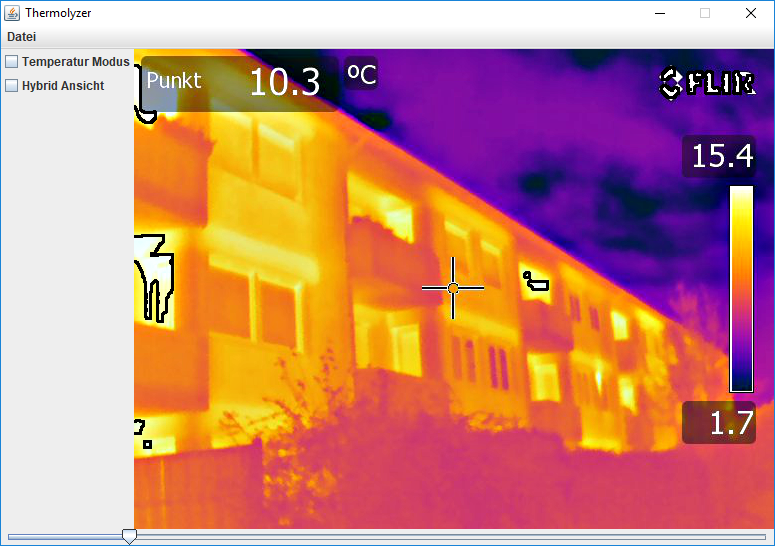 Thermolyzer
Datei
Temperatur Modus
Hybrid Ansicht
Punkt 10.3 ºC
FLIR
15.4
1.7